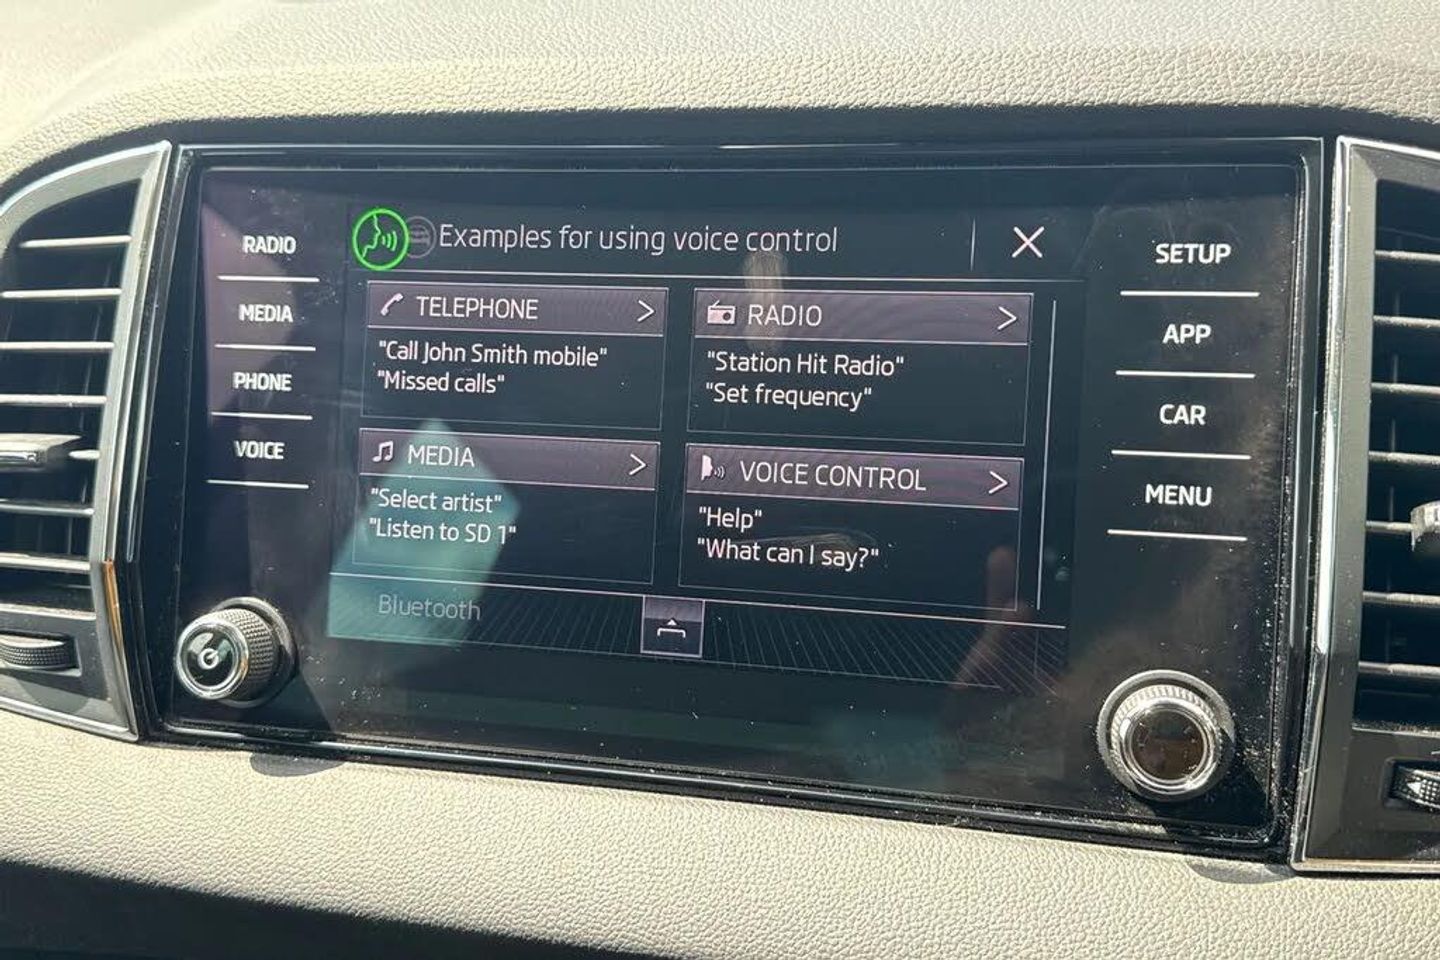 RADIO
MEDIA
PHONE
VOICE
Examples for using voice control
TELEPHONE
"Call John Smith mobile"
"Missed calls"
RADIO
"Station Hit Radio"
"Set frequency"
MEDIA
"Select artist"
"Listen to SD 1"
VOICE CONTROL
"Help"
"What can I say?"
Bluetooth
SETUP
APP
CAR
MENU